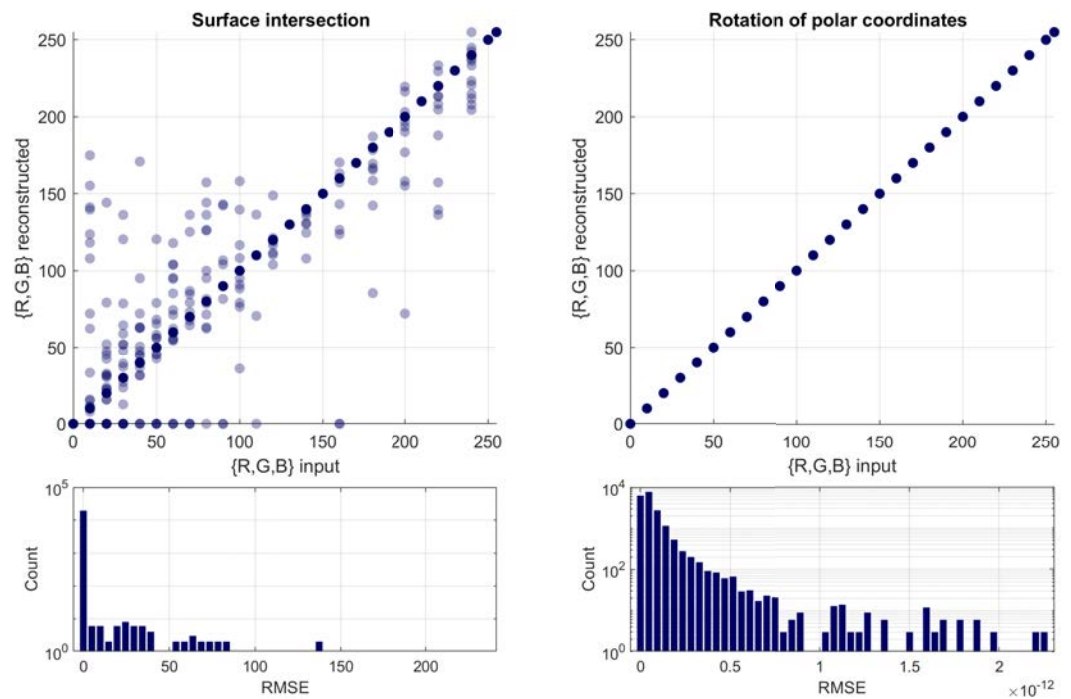 Surface intersection
250
200
150
100
50
0
{R,G,B} reconstructed
0 50 100 150 200 250
{R,G,B} input
Rotation of polar coordinates
250
200
150
100
50
0
{R,G,B} reconstructed
0 50 100 150 200 250
{R,G,B} input
10^5
10^0
Count
0 50 100 150 200
RMSE
10^4
10^2
10^0
Count
0 0.5 1 1.5 2
RMSE
×10^-12